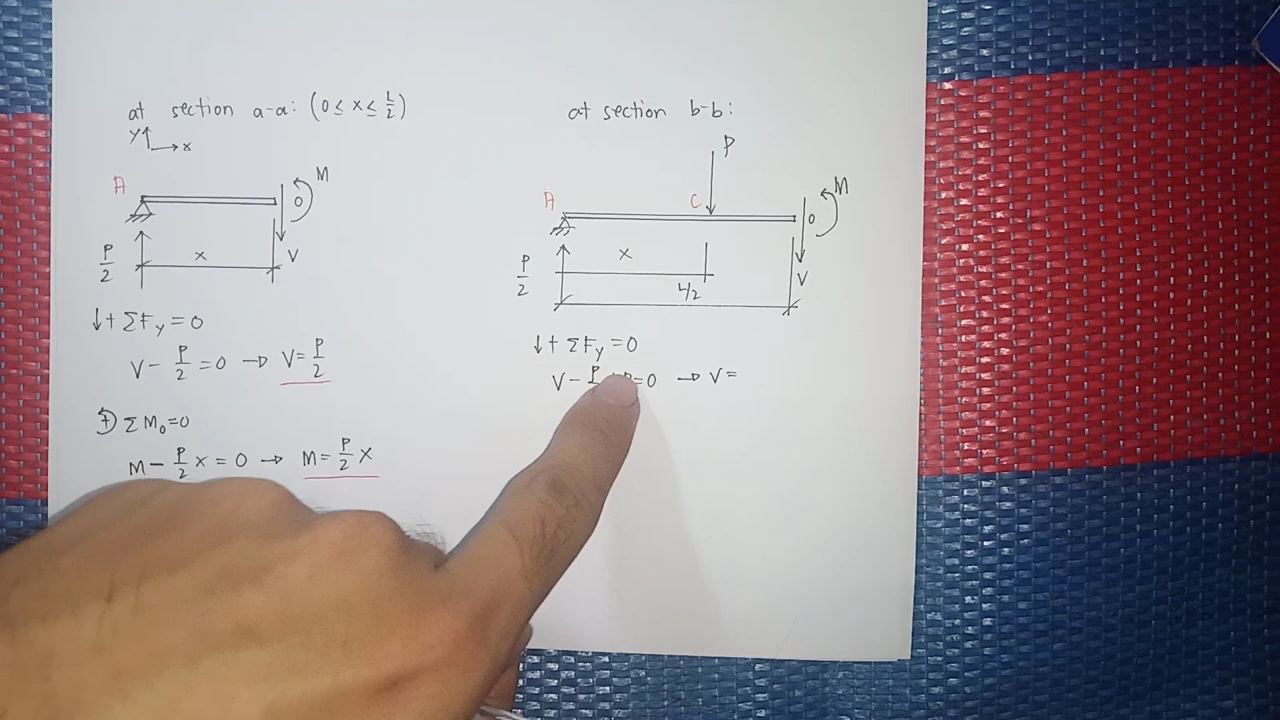 at section a-a: (0 ≤ x ≤ L/2)
Y
x
A
M
O
P/2
x
V
↓+ ΣFy = 0
V - P/2 = 0 → V = P/2
+ ΣMo = 0
M - P/2 x = 0 → M = P/2 x
at section b-b:
P
A
C
M
O
P/2
x
L/2
V
↓+ ΣFy = 0
V - P = 0 → V =